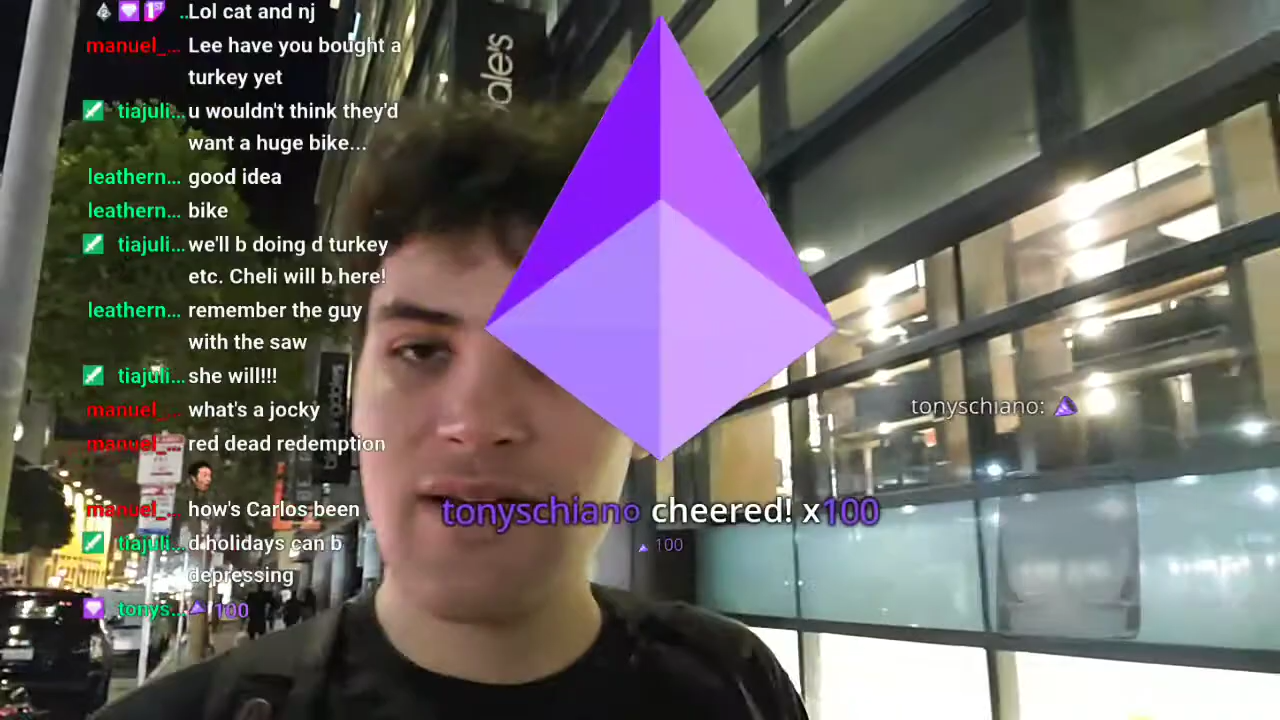 ..Lol cat and nj
manuel_... Lee have you bought a
turkey yet
tiajuli... u wouldn't think they'd
want a huge bike...
leathern... good idea
leathern... bike
tiajuli... we'll b doing d turkey
etc. Cheli will b here!
leathern... remember the guy
with the saw
tiajuli... she will!!!
manuel_... what's a jocky
manuel_... red dead redemption
manuel_... how's Carlos been
tiajuli... d holidays can b
depressing
tonys... 100
ales
tonyschiano:
tonyschiano cheered! x100
100